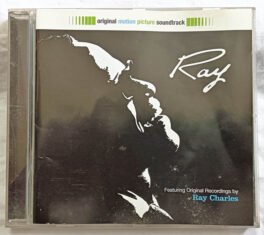 original motion picture soundtrack
Ray
Featuring Original Recordings by
Ray Charles